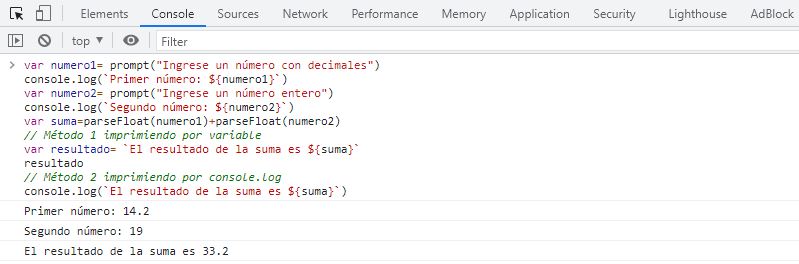 Elements Console Sources Network Performance Memory Application Security Lighthouse AdBlock
top ▼ Filter
> var numero1= prompt("Ingrese un número con decimales")
console.log(`Primer número: ${numero1}`)
var numero2= prompt("Ingrese un número entero")
console.log(`Segundo número: ${numero2}`)
var suma=parseFloat(numero1)+parseFloat(numero2)
// Método 1 imprimiendo por variable
var resultado= `El resultado de la suma es ${suma}`
resultado
// Método 2 imprimiendo por console.log
console.log(`El resultado de la suma es ${suma}`)
Primer número: 14.2
Segundo número: 19
El resultado de la suma es 33.2